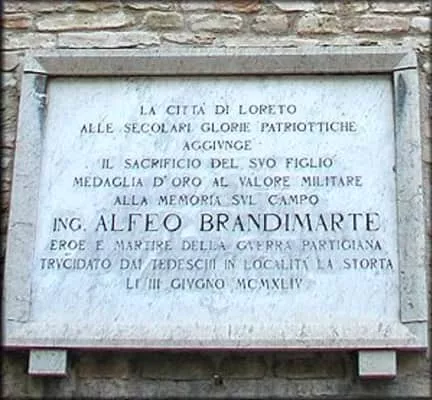 LA CITTA' DI LORETO
ALLE SECOLARI GLORIE PATRIOTTICHE
AGGIVNGE
IL SACRIFICIO DEL SVO FIGLIO
MEDAGLIA D'ORO AL VALORE MILITARE
ALLA MEMORIA SVL CAMPO
ING. ALFEO BRANDIMARTE
EROE E MARTIRE DELLA GVERRA PARTIGIANA
TRVCIDATO DAI TEDESCHI IN LOCALITA' LA STORTA
LI III GIVGNO MCMXLIV